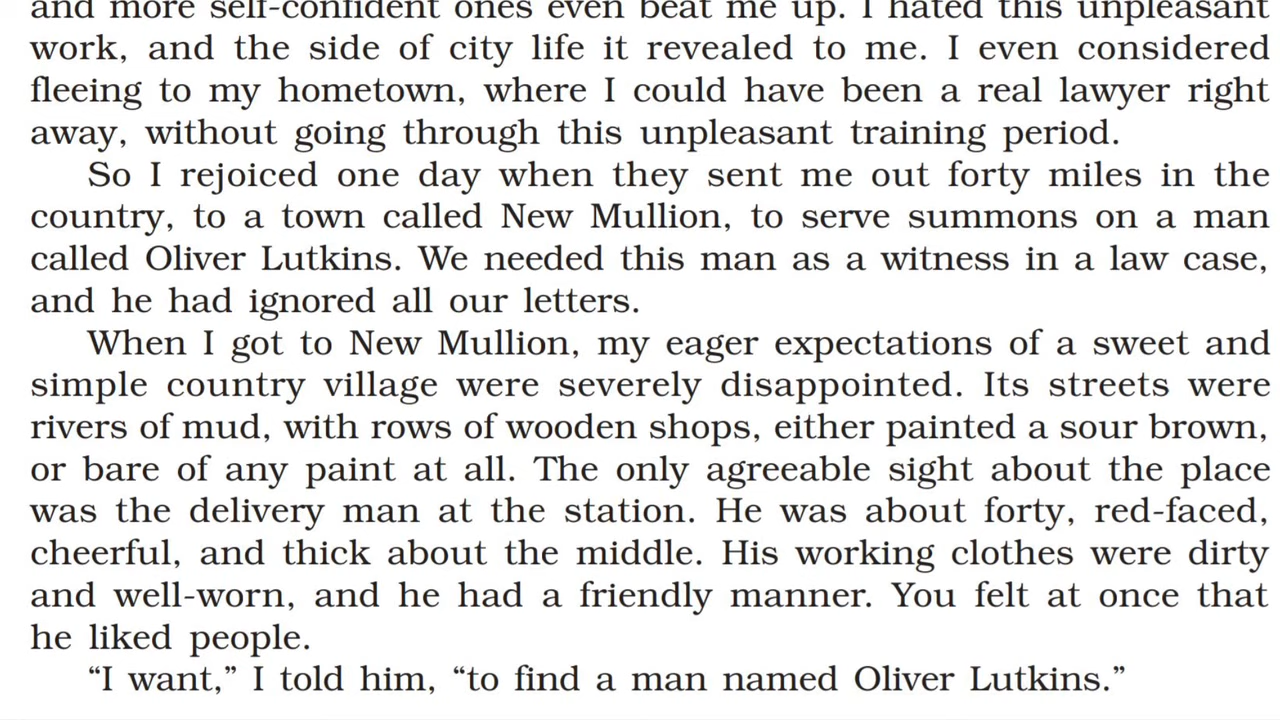 and more self-confident ones even beat me up. I hated this unpleasant
work, and the side of city life it revealed to me. I even considered
fleeing to my hometown, where I could have been a real lawyer right
away, without going through this unpleasant training period.
So I rejoiced one day when they sent me out forty miles in the
country, to a town called New Mullion, to serve summons on a man
called Oliver Lutkins. We needed this man as a witness in a law case,
and he had ignored all our letters.
When I got to New Mullion, my eager expectations of a sweet and
simple country village were severely disappointed. Its streets were
rivers of mud, with rows of wooden shops, either painted a sour brown,
or bare of any paint at all. The only agreeable sight about the place
was the delivery man at the station. He was about forty, red-faced,
cheerful, and thick about the middle. His working clothes were dirty
and well-worn, and he had a friendly manner. You felt at once that
he liked people.
“I want,” I told him, “to find a man named Oliver Lutkins.”